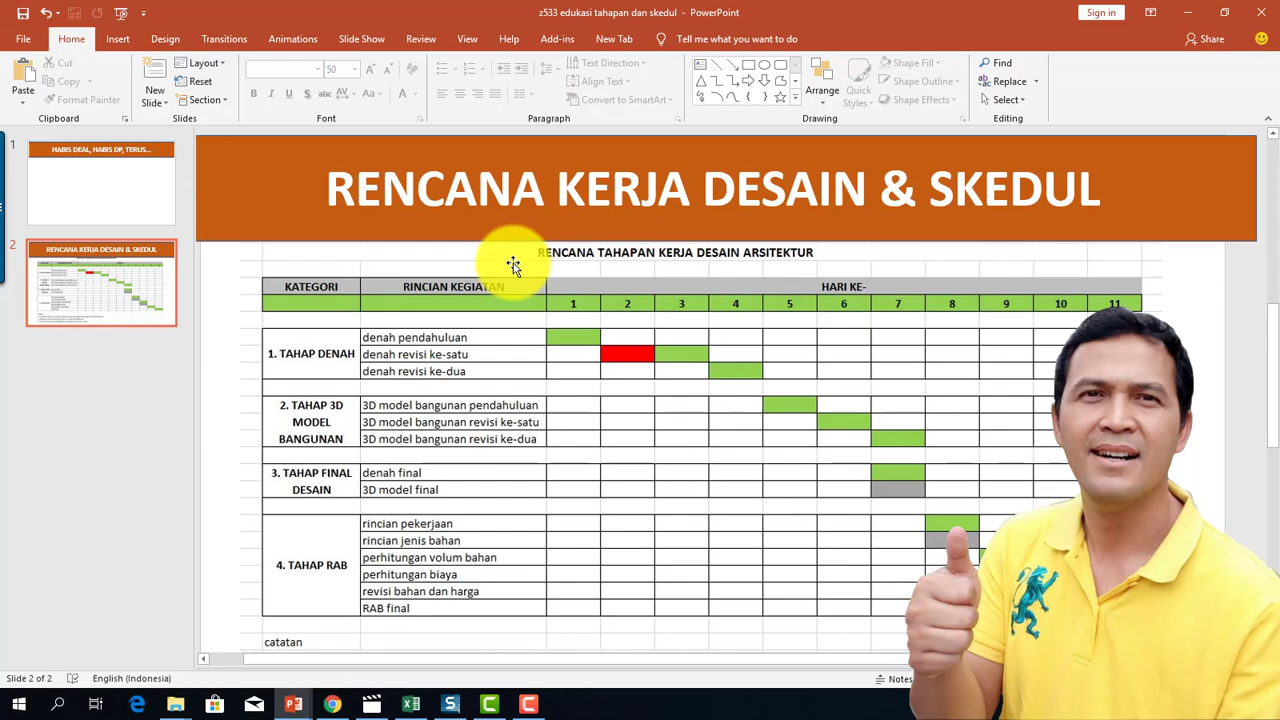 z533 edukasi tahapan dan skedul - PowerPoint
Sign in
File Home Insert Design Transitions Animations Slide Show Review View Help Add-ins New Tab Tell me what you want to do Share
Paste
Cut
Copy
Format Painter
Clipboard
New Slide
Layout
Reset
Section
Slides
50
B I U S abc AV Aa A
Font
Text Direction
Align Text
Convert to SmartArt
Paragraph
Arrange
Quick Styles
Shape Fill
Shape Outline
Shape Effects
Drawing
Find
Replace
Select
Editing
1
HABIS DEAL, HABIS DP, TERUS...
2
RENCANA KERJA DESAIN & SKEDUL
RENCANA KERJA DESAIN & SKEDUL
RENCANA TAHAPAN KERJA DESAIN ARSITEKTUR
KATEGORI RINCIAN KEGIATAN HARI KE-
1 2 3 4 5 6 7 8 9 10 11
1. TAHAP DENAH
denah pendahuluan
denah revisi ke-satu
denah revisi ke-dua
2. TAHAP 3D
MODEL
BANGUNAN
3D model bangunan pendahuluan
3D model bangunan revisi ke-satu
3D model bangunan revisi ke-dua
3. TAHAP FINAL
DESAIN
denah final
3D model final
4. TAHAP RAB
rincian pekerjaan
rincian jenis bahan
perhitungan volum bahan
perhitungan biaya
revisi bahan dan harga
RAB final
catatan
Slide 2 of 2 English (Indonesia) Notes